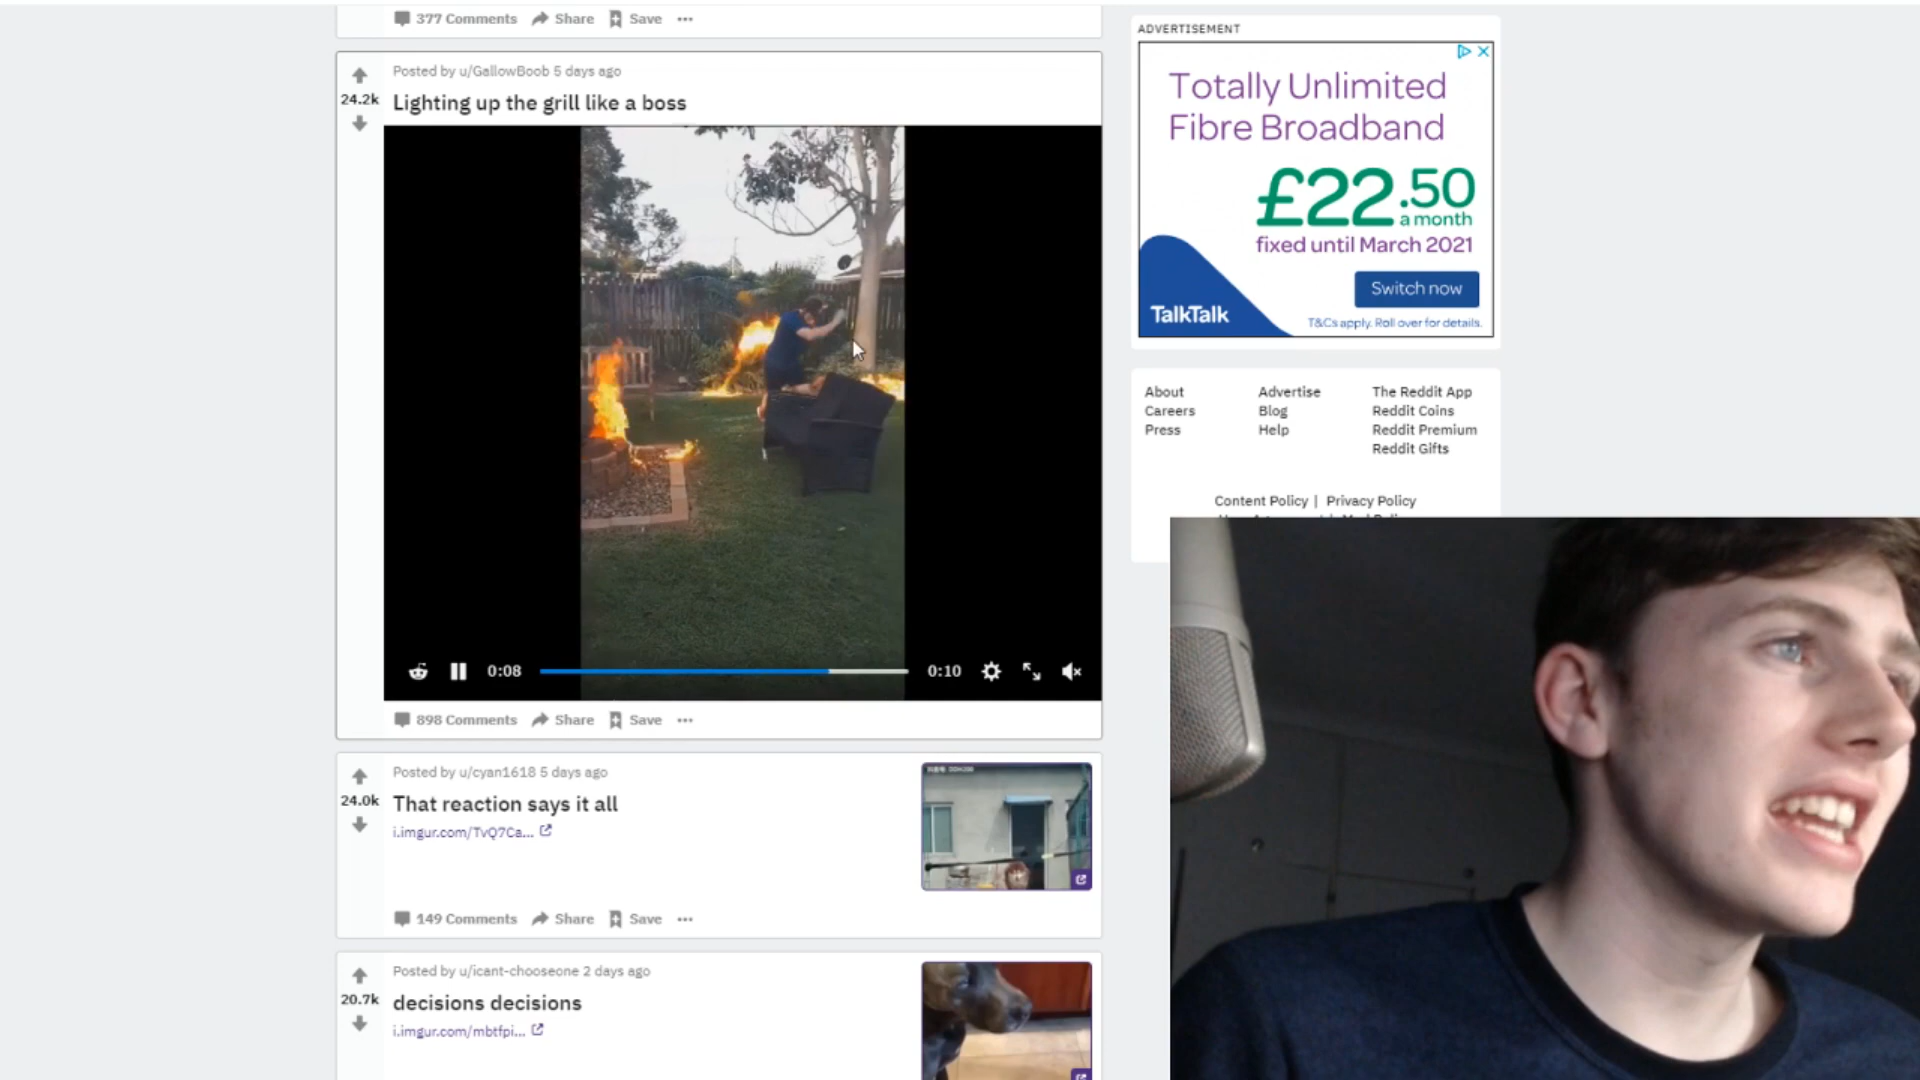 377 Comments Share Save
Posted by u/GallowBoob 5 days ago
24.2k
Lighting up the grill like a boss
0:08
0:10
898 Comments Share Save
Posted by u/cyan1618 5 days ago
24.0k
That reaction says it all
i.imgur.com/TvQ7Ca...
149 Comments Share Save
Posted by u/icant-chooseone 2 days ago
20.7k
decisions decisions
i.imgur.com/mbtfpi...
ADVERTISEMENT
Totally Unlimited
Fibre Broadband
£22.50
a month
fixed until March 2021
Switch now
TalkTalk
T&Cs apply. Roll over for details.
About Advertise The Reddit App
Careers Blog Reddit Coins
Press Help Reddit Premium
Reddit Gifts
Content Policy | Privacy Policy